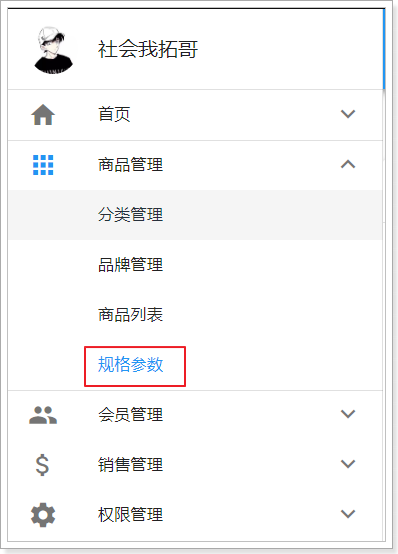 社会我拓哥
首页
商品管理
分类管理
品牌管理
商品列表
规格参数
会员管理
销售管理
权限管理